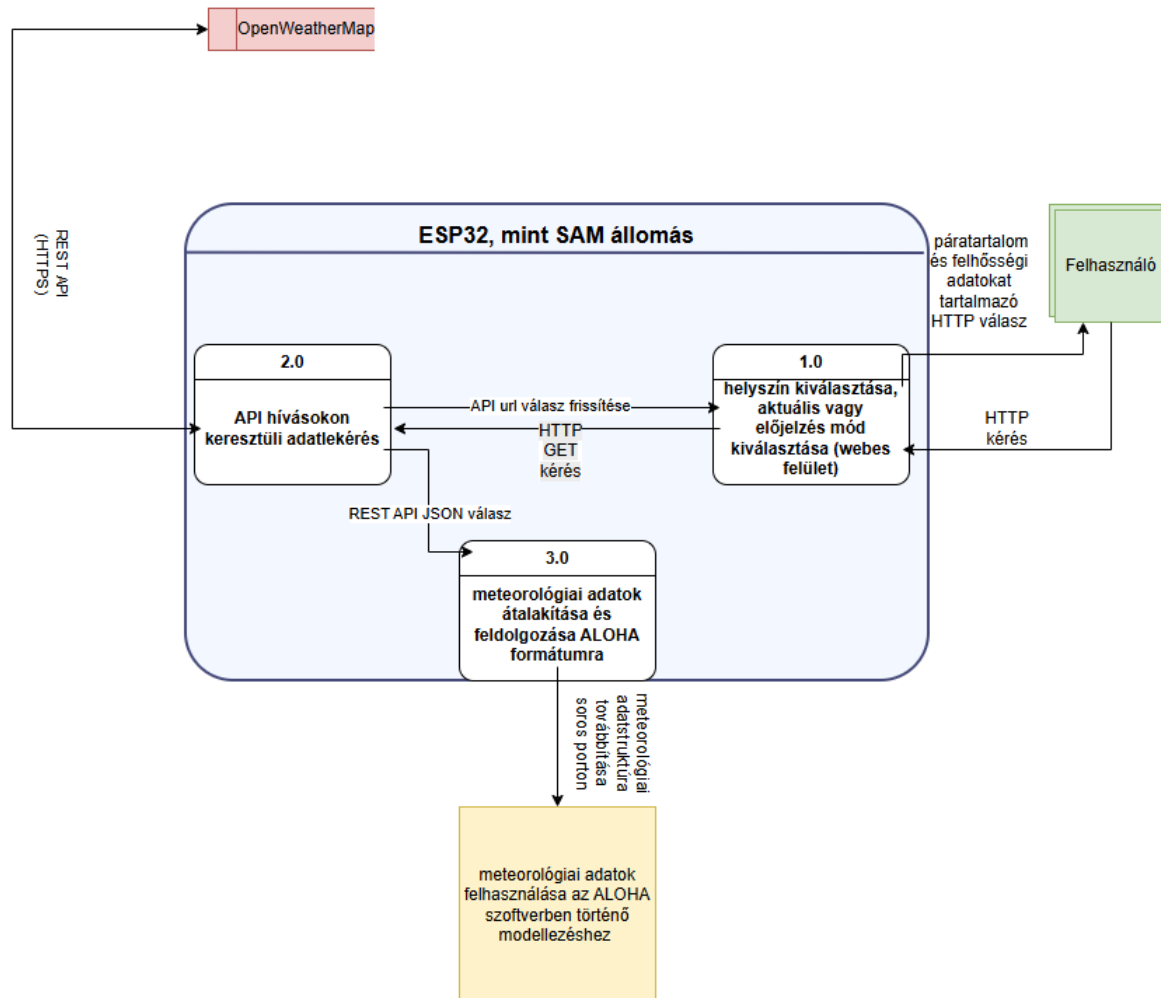 OpenWeatherMap
REST API
(HTTPS)
ESP32, mint SAM állomás
páratartalom
és felhősségi
adatokat
tartalmazó
HTTP válasz
Felhasználó
2.0
API hívásokon
keresztüli adatlekérés
API url válasz frissítése
HTTP
GET
kérés
1.0
helyszín kiválasztása,
aktuális vagy
előjelzés mód
kiválasztása (webes
felület)
HTTP
kérés
REST API JSON válasz
3.0
meteorológiai adatok
átalakítása és
feldolgozása ALOHA
formátumra
meteorológiai
adatstruktúra
továbbítása
soros porton
meteorológiai adatok
felhasználása az ALOHA
szoftverben történő
modellezéshez